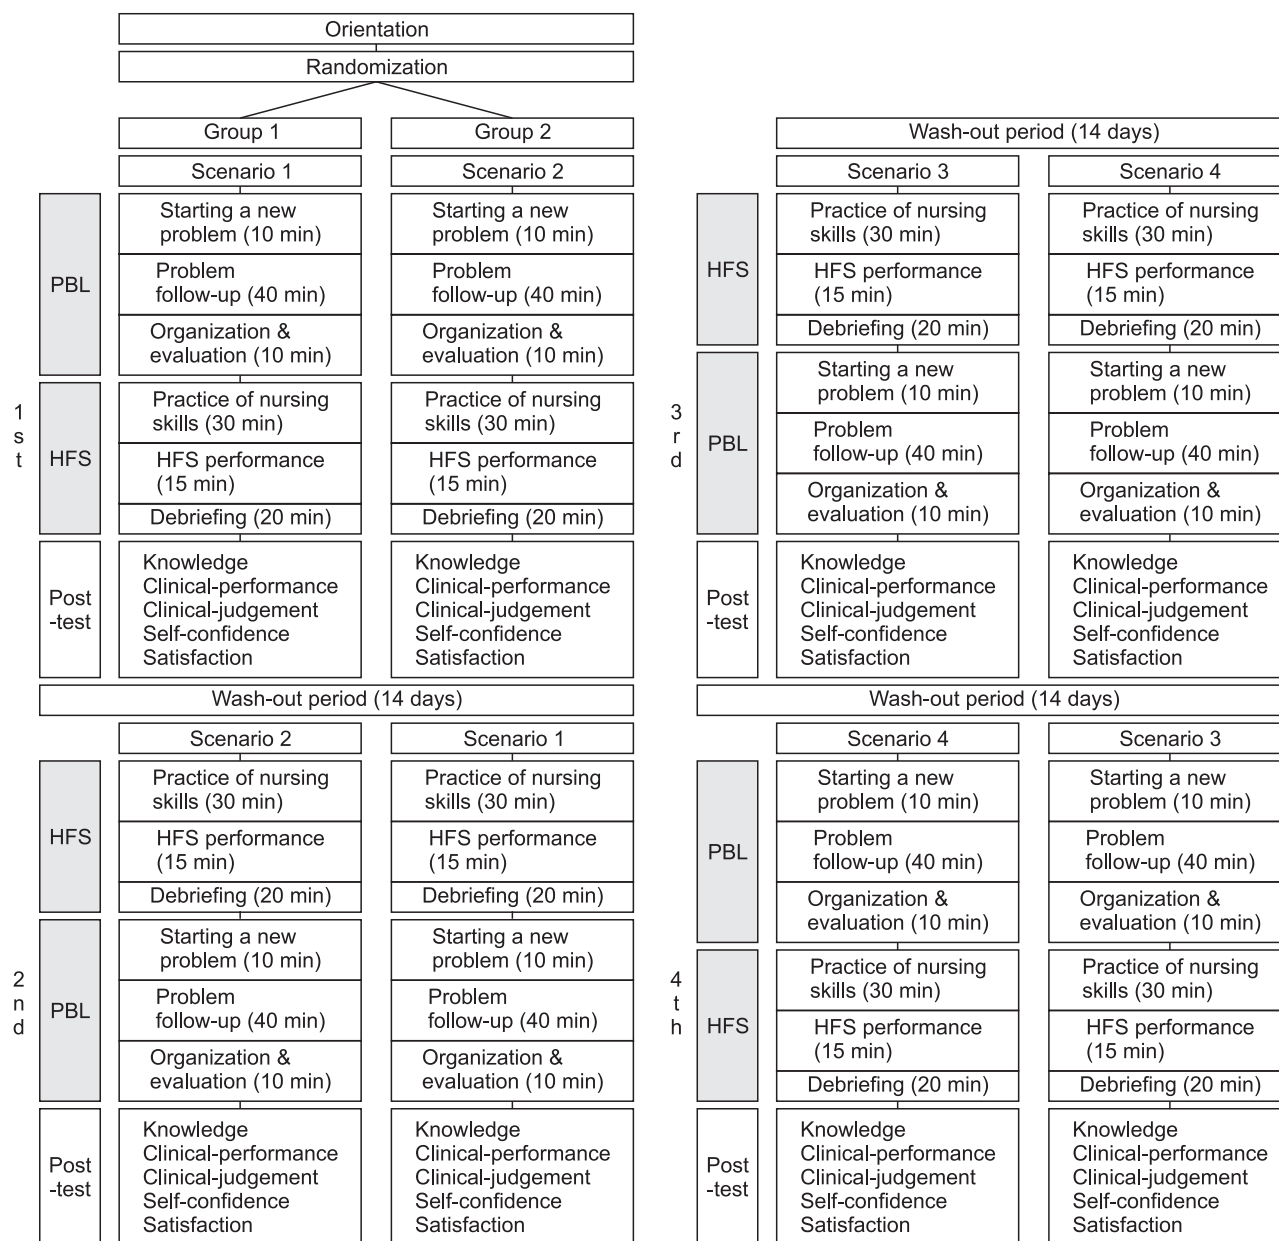 Orientation
Randomization
Group 1
Group 2
Scenario 1
Scenario 2
1st
PBL
Starting a new
problem (10 min)
Starting a new
problem (10 min)
Problem
follow-up (40 min)
Problem
follow-up (40 min)
Organization &
evaluation (10 min)
Organization &
evaluation (10 min)
HFS
Practice of nursing
skills (30 min)
Practice of nursing
skills (30 min)
HFS performance
(15 min)
HFS performance
(15 min)
Debriefing (20 min)
Debriefing (20 min)
Post
-test
Knowledge
Clinical-performance
Clinical-judgement
Self-confidence
Satisfaction
Knowledge
Clinical-performance
Clinical-judgement
Self-confidence
Satisfaction
Wash-out period (14 days)
Scenario 2
Scenario 1
2nd
HFS
Practice of nursing
skills (30 min)
Practice of nursing
skills (30 min)
HFS performance
(15 min)
HFS performance
(15 min)
Debriefing (20 min)
Debriefing (20 min)
PBL
Starting a new
problem (10 min)
Starting a new
problem (10 min)
Problem
follow-up (40 min)
Problem
follow-up (40 min)
Organization &
evaluation (10 min)
Organization &
evaluation (10 min)
Post
-test
Knowledge
Clinical-performance
Clinical-judgement
Self-confidence
Satisfaction
Knowledge
Clinical-performance
Clinical-judgement
Self-confidence
Satisfaction
Wash-out period (14 days)
Scenario 3
Scenario 4
3rd
HFS
Practice of nursing
skills (30 min)
Practice of nursing
skills (30 min)
HFS performance
(15 min)
HFS performance
(15 min)
Debriefing (20 min)
Debriefing (20 min)
PBL
Starting a new
problem (10 min)
Starting a new
problem (10 min)
Problem
follow-up (40 min)
Problem
follow-up (40 min)
Organization &
evaluation (10 min)
Organization &
evaluation (10 min)
Post
-test
Knowledge
Clinical-performance
Clinical-judgement
Self-confidence
Satisfaction
Knowledge
Clinical-performance
Clinical-judgement
Self-confidence
Satisfaction
Wash-out period (14 days)
Scenario 4
Scenario 3
4th
PBL
Starting a new
problem (10 min)
Starting a new
problem (10 min)
Problem
follow-up (40 min)
Problem
follow-up (40 min)
Organization &
evaluation (10 min)
Organization &
evaluation (10 min)
HFS
Practice of nursing
skills (30 min)
Practice of nursing
skills (30 min)
HFS performance
(15 min)
HFS performance
(15 min)
Debriefing (20 min)
Debriefing (20 min)
Post
-test
Knowledge
Clinical-performance
Clinical-judgement
Self-confidence
Satisfaction
Knowledge
Clinical-performance
Clinical-judgement
Self-confidence
Satisfaction